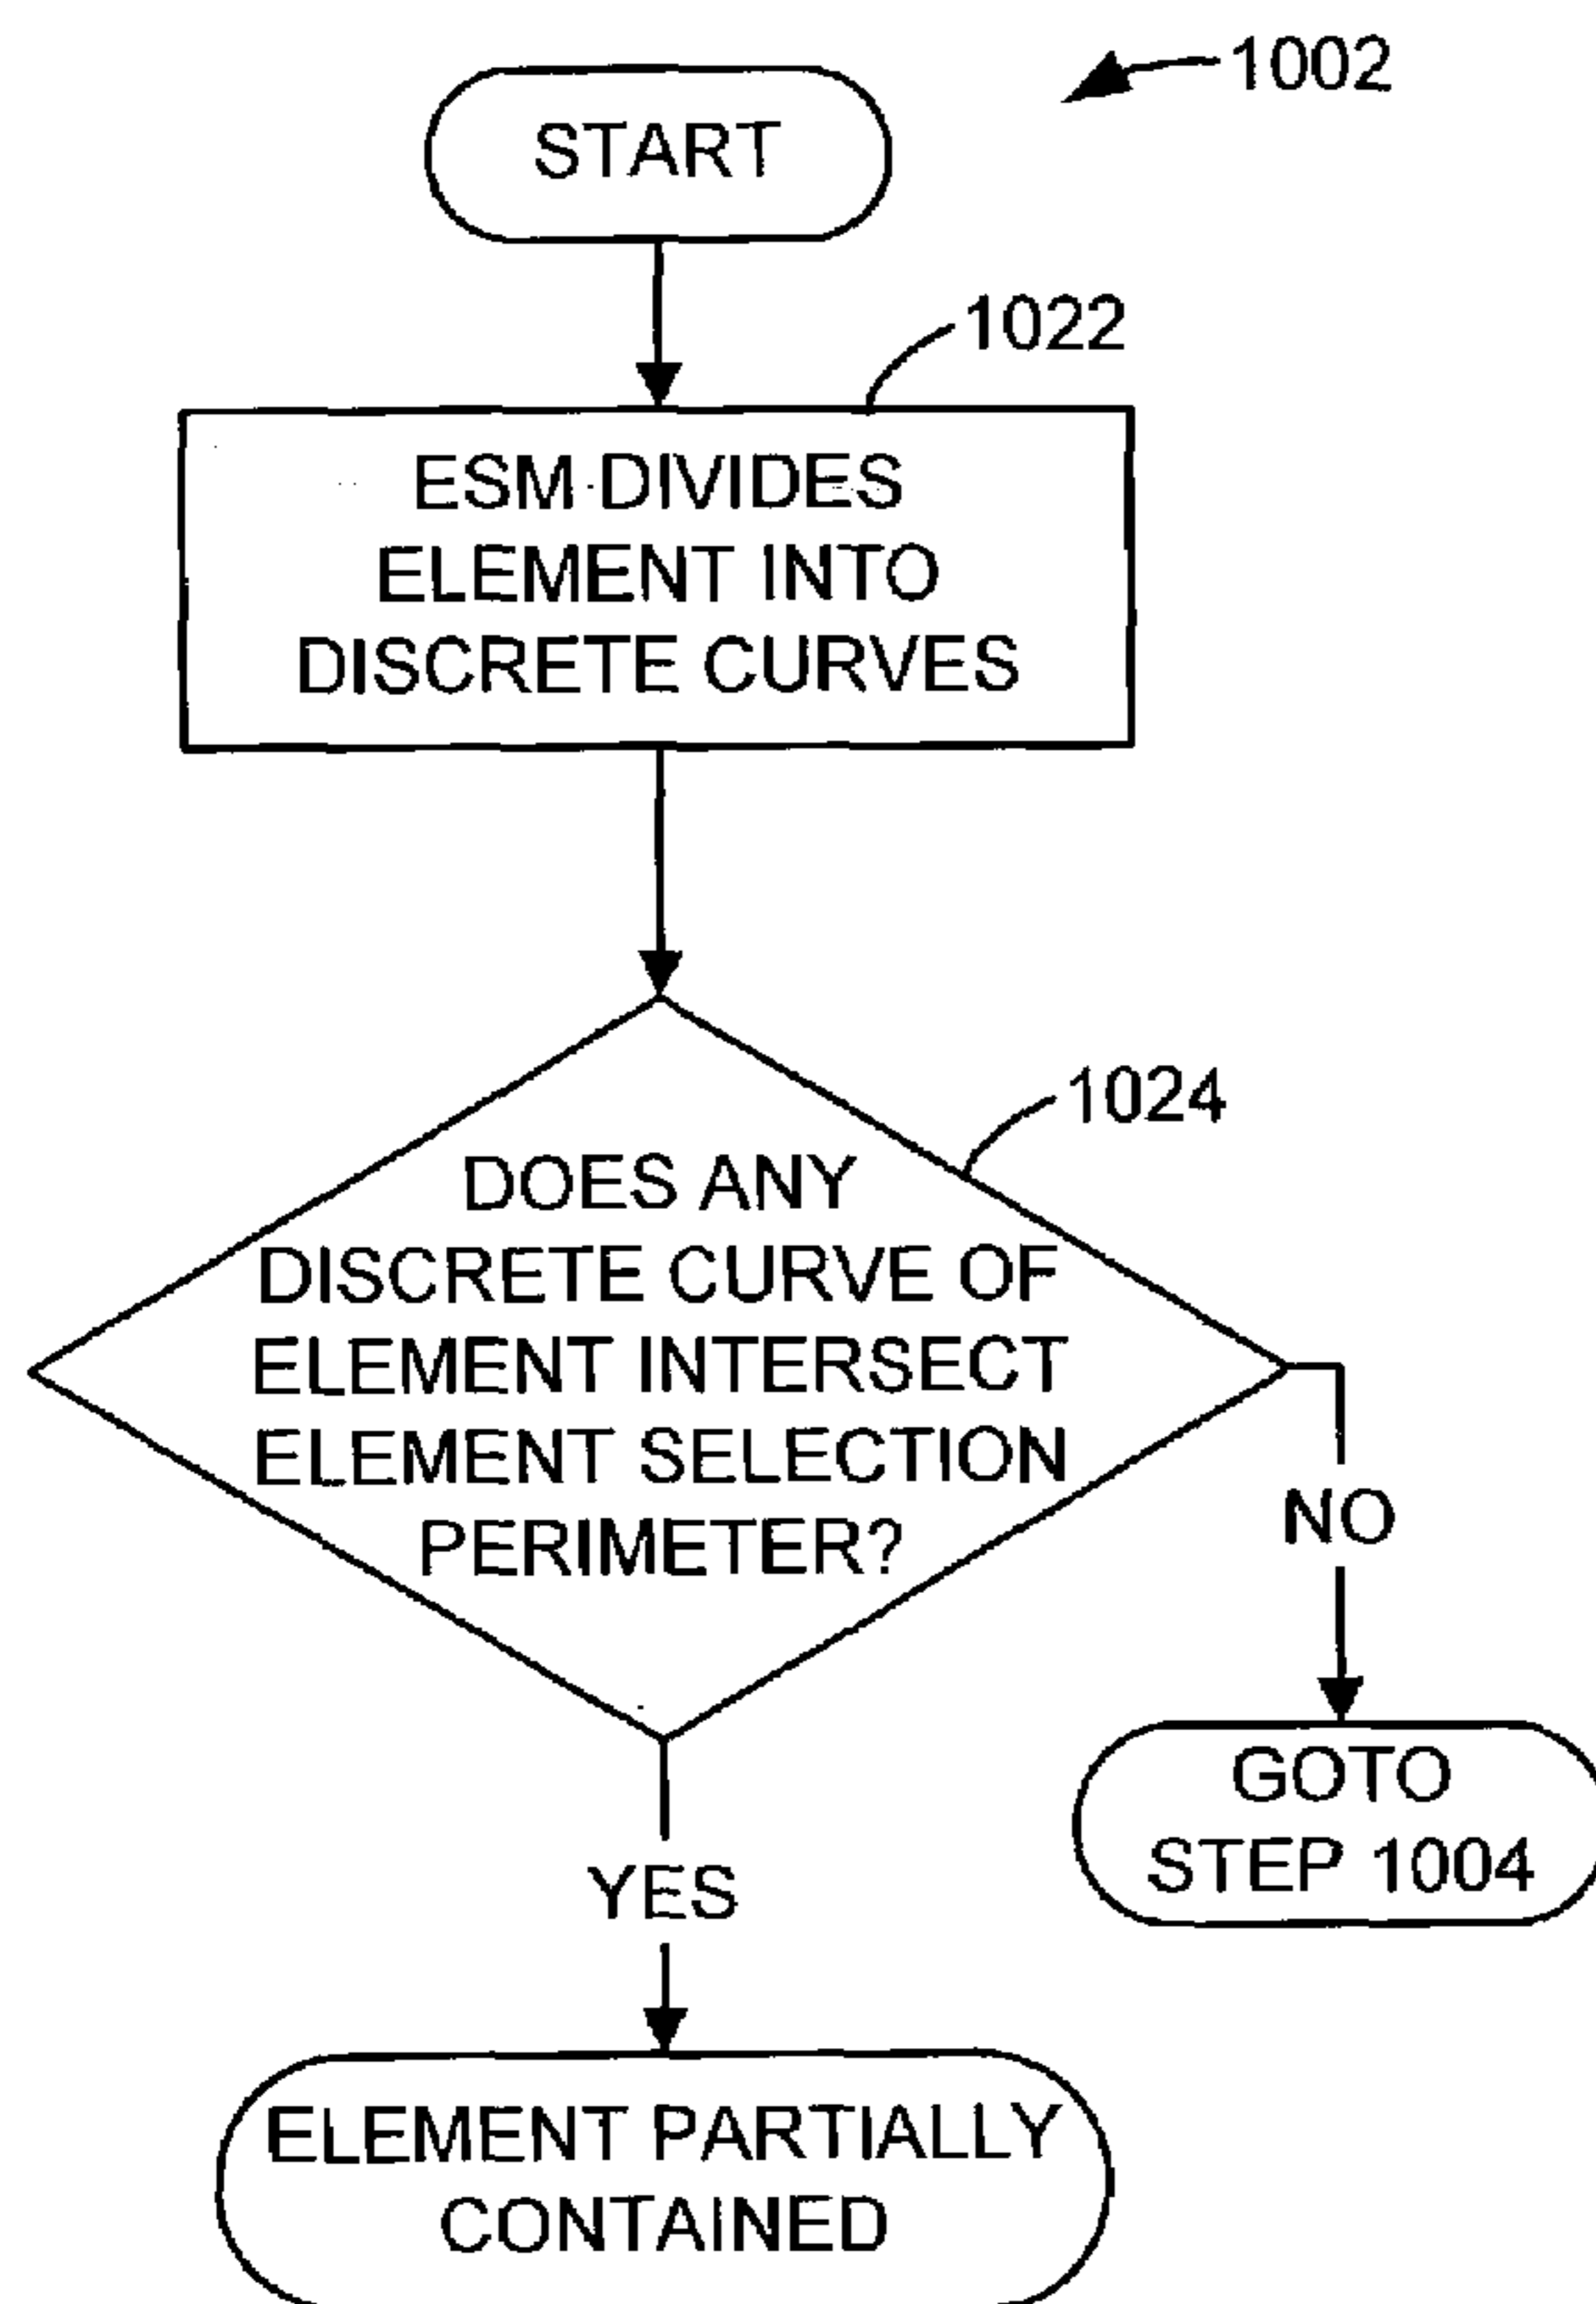 1002
START
1022
ESM DIVIDES
ELEMENT INTO
DISCRETE CURVES
1024
DOES ANY
DISCRETE CURVE OF
ELEMENT INTERSECT
ELEMENT SELECTION
PERIMETER?
NO
GOTO
STEP 1004
YES
ELEMENT PARTIALLY
CONTAINED